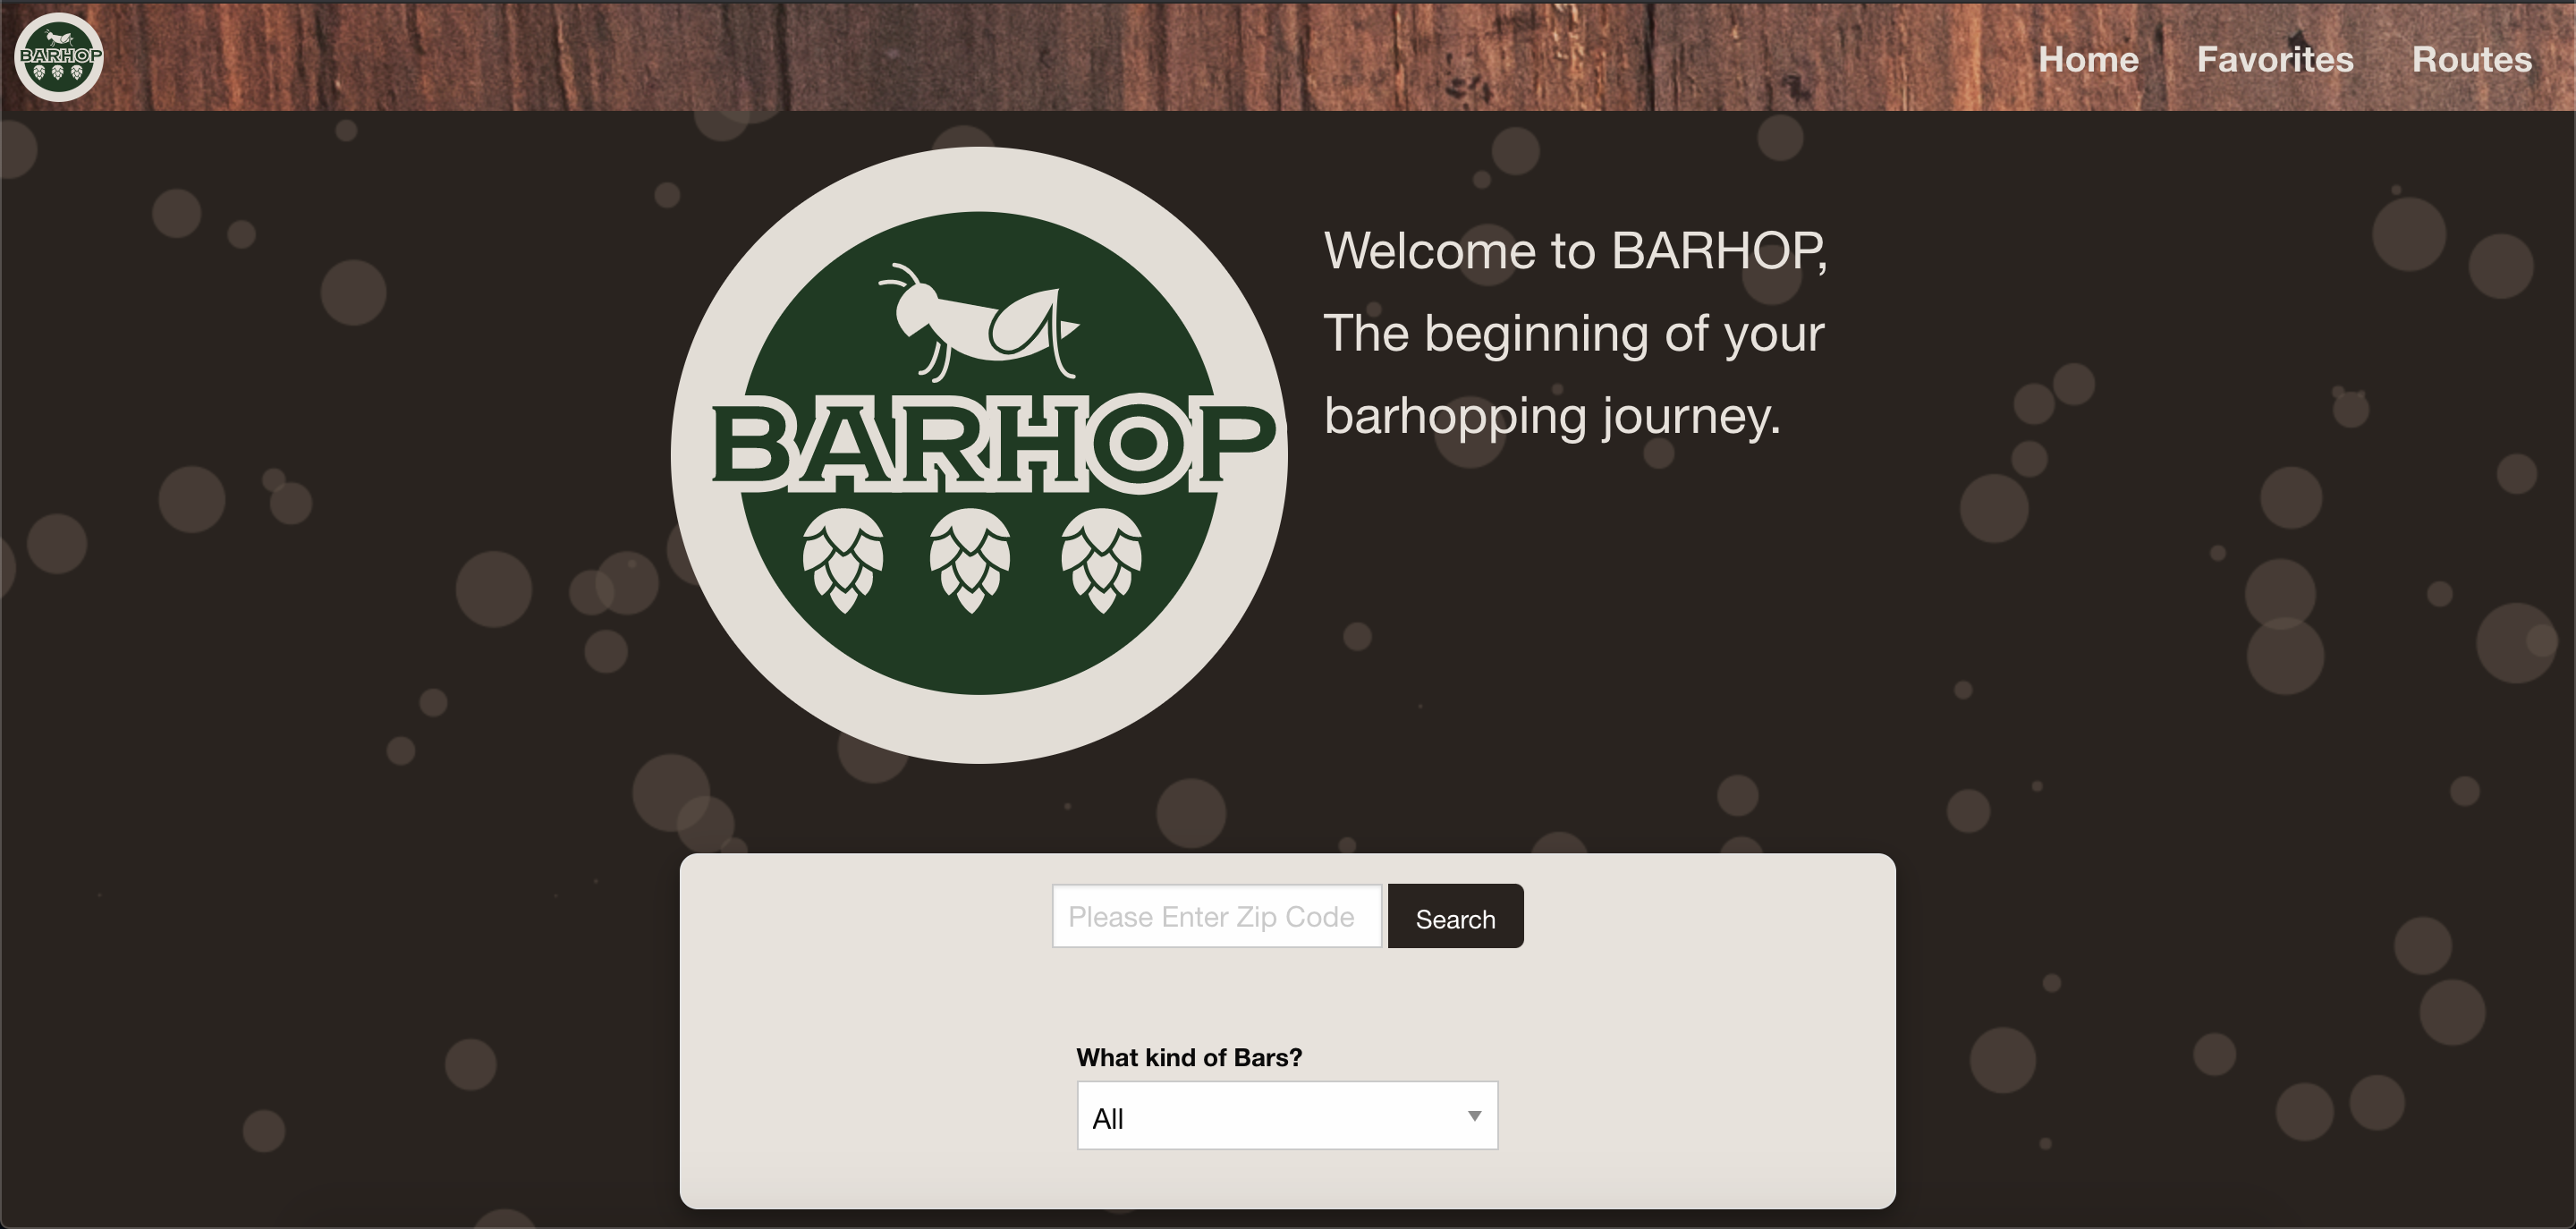 BARHOP
Home Favorites Routes
BARHOP
Welcome to BARHOP,
The beginning of your
barhopping journey.
Please Enter Zip Code
Search
What kind of Bars?
All